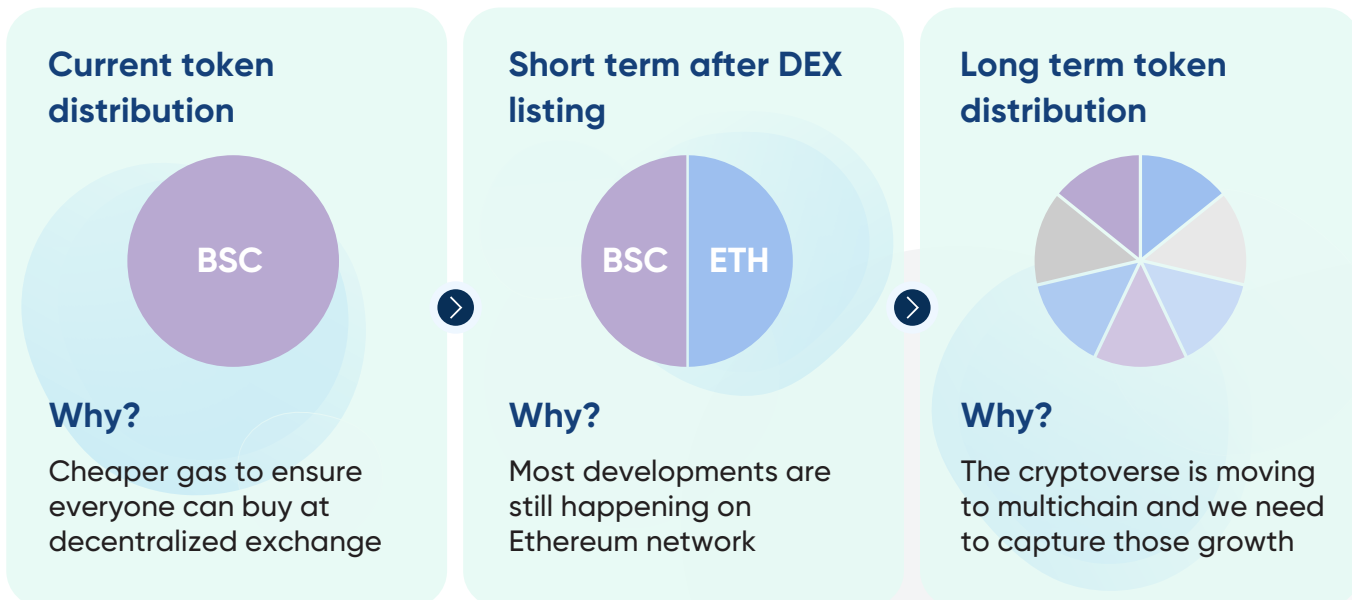 Current token
distribution
BSC
Why?
Cheaper gas to ensure
everyone can buy at
decentralized exchange
Short term after DEX
listing
BSC
ETH
Why?
Most developments are
still happening on
Ethereum network
Long term token
distribution
Why?
The cryptoverse is moving
to multichain and we need
to capture those growth